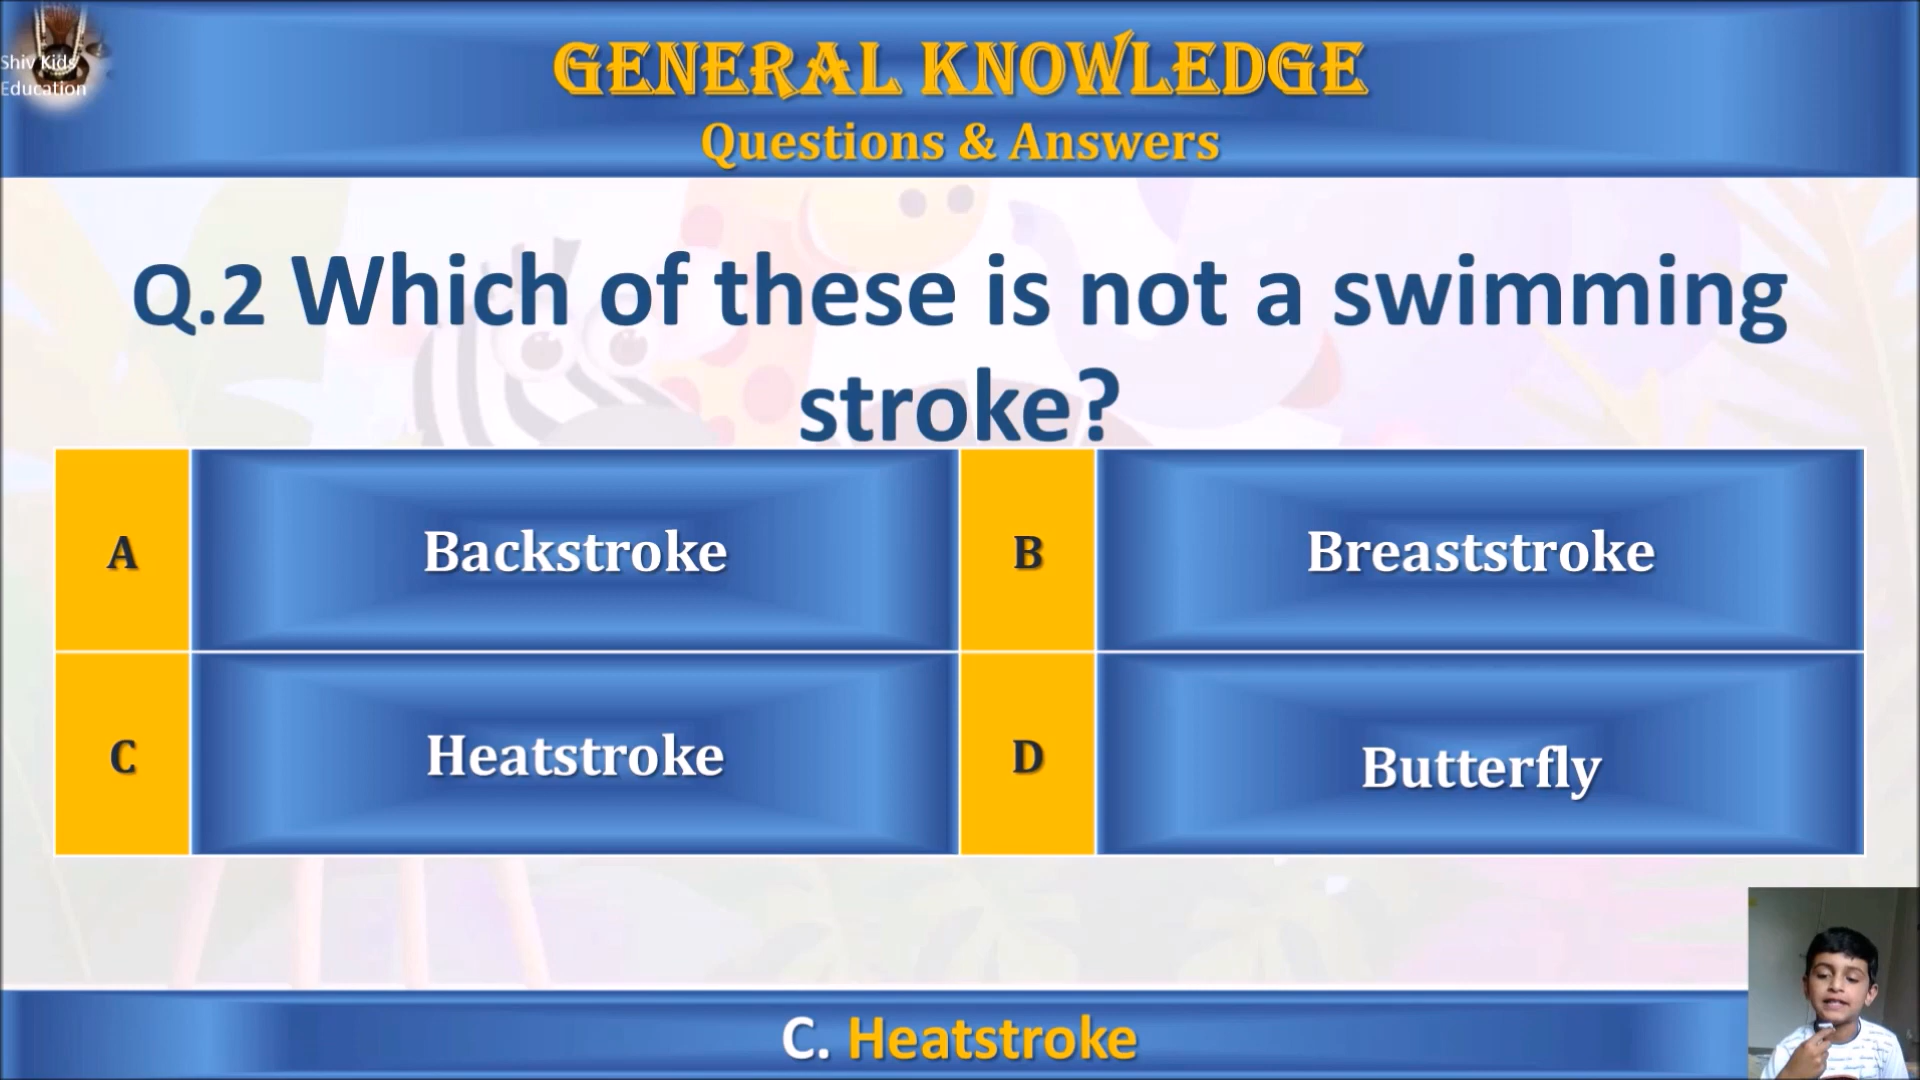 Shiv Kids
Education
GENERAL KNOWLEDGE
Questions & Answers
Q.2 Which of these is not a swimming
stroke?
A Backstroke B Breaststroke
C Heatstroke D Butterfly
C. Heatstroke